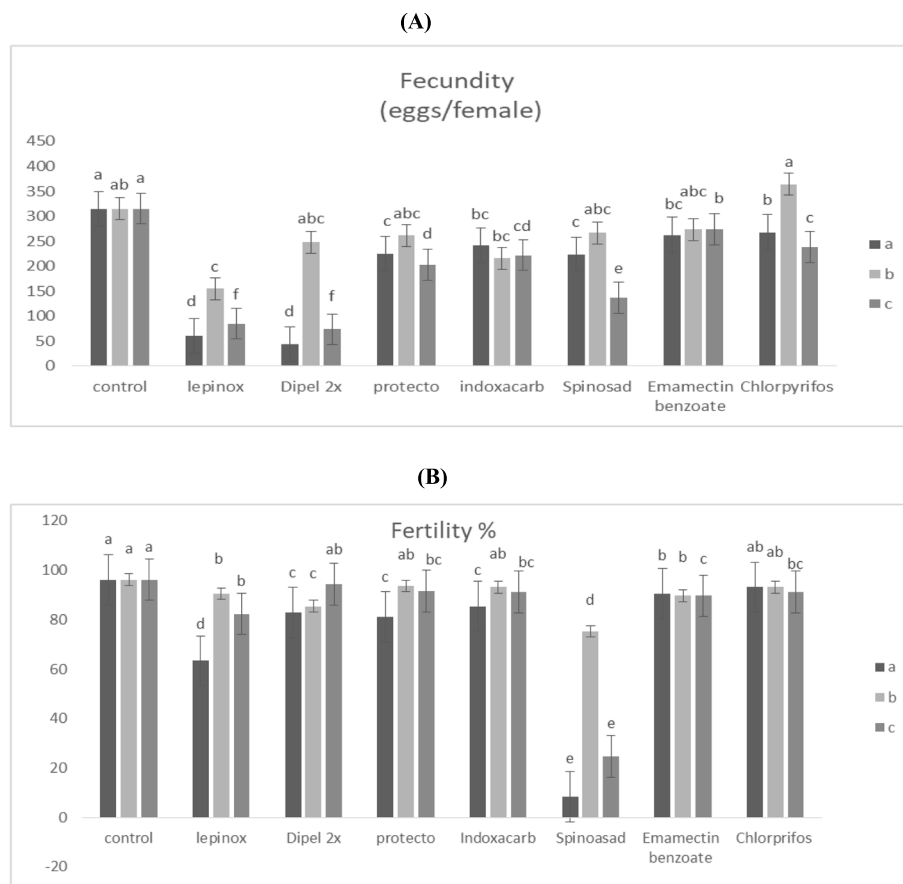 (A)
Fecundity
(eggs/female)
450
400
350
300
250
200
150
100
50
0
a ab a
d c f
d abc f
c abc d
bc bc cd
c abc e
bc abc b
b a c
control lepinox Dipel 2x protecto indoxacarb Spinosad Emamectin benzoate Chlorpyrifos
a
b
c
(B)
Fertility %
120
100
80
60
40
20
0
-20
a a a
d b b
c c ab
c ab bc
c ab bc
e d e
b b c
ab ab bc
control lepinox Dipel 2x protecto Indoxacarb Spinoasad Emamectin benzoate Chlorprifos
a
b
c